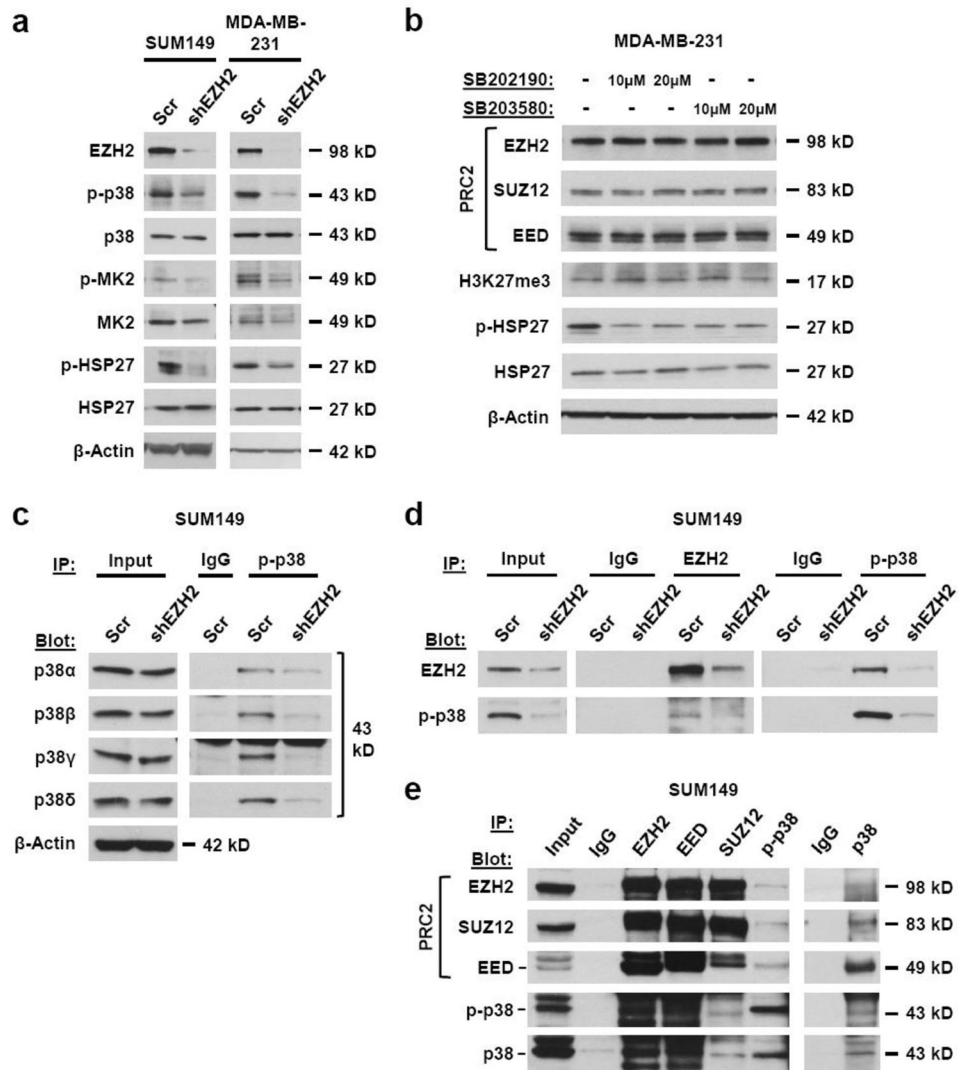 a
SUM149
MDA-MB-
231
Scr
shEZH2
Scr
shEZH2
EZH2
98 kD
p-p38
43 kD
p38
43 kD
p-MK2
49 kD
MK2
49 kD
p-HSP27
27 kD
HSP27
27 kD
β-Actin
42 kD
b
MDA-MB-231
SB202190: - 10μM 20μM - -
SB203580: - - - 10μM 20μM
PRC2
EZH2
98 kD
SUZ12
83 kD
EED
49 kD
H3K27me3
17 kD
p-HSP27
27 kD
HSP27
27 kD
β-Actin
42 kD
c
SUM149
IP: Input IgG p-p38
Blot: Scr shEZH2 Scr Scr shEZH2
p38α
p38β
p38γ
p38δ
43
kD
β-Actin
42 kD
d
SUM149
IP: Input IgG EZH2 IgG p-p38
Blot: Scr shEZH2 Scr shEZH2 Scr shEZH2 Scr shEZH2 Scr shEZH2
EZH2
p-p38
e
SUM149
IP: Input IgG EZH2 EED SUZ12 p-p38 IgG p38
Blot:
PRC2
EZH2
98 kD
SUZ12
83 kD
EED
49 kD
p-p38
43 kD
p38
43 kD